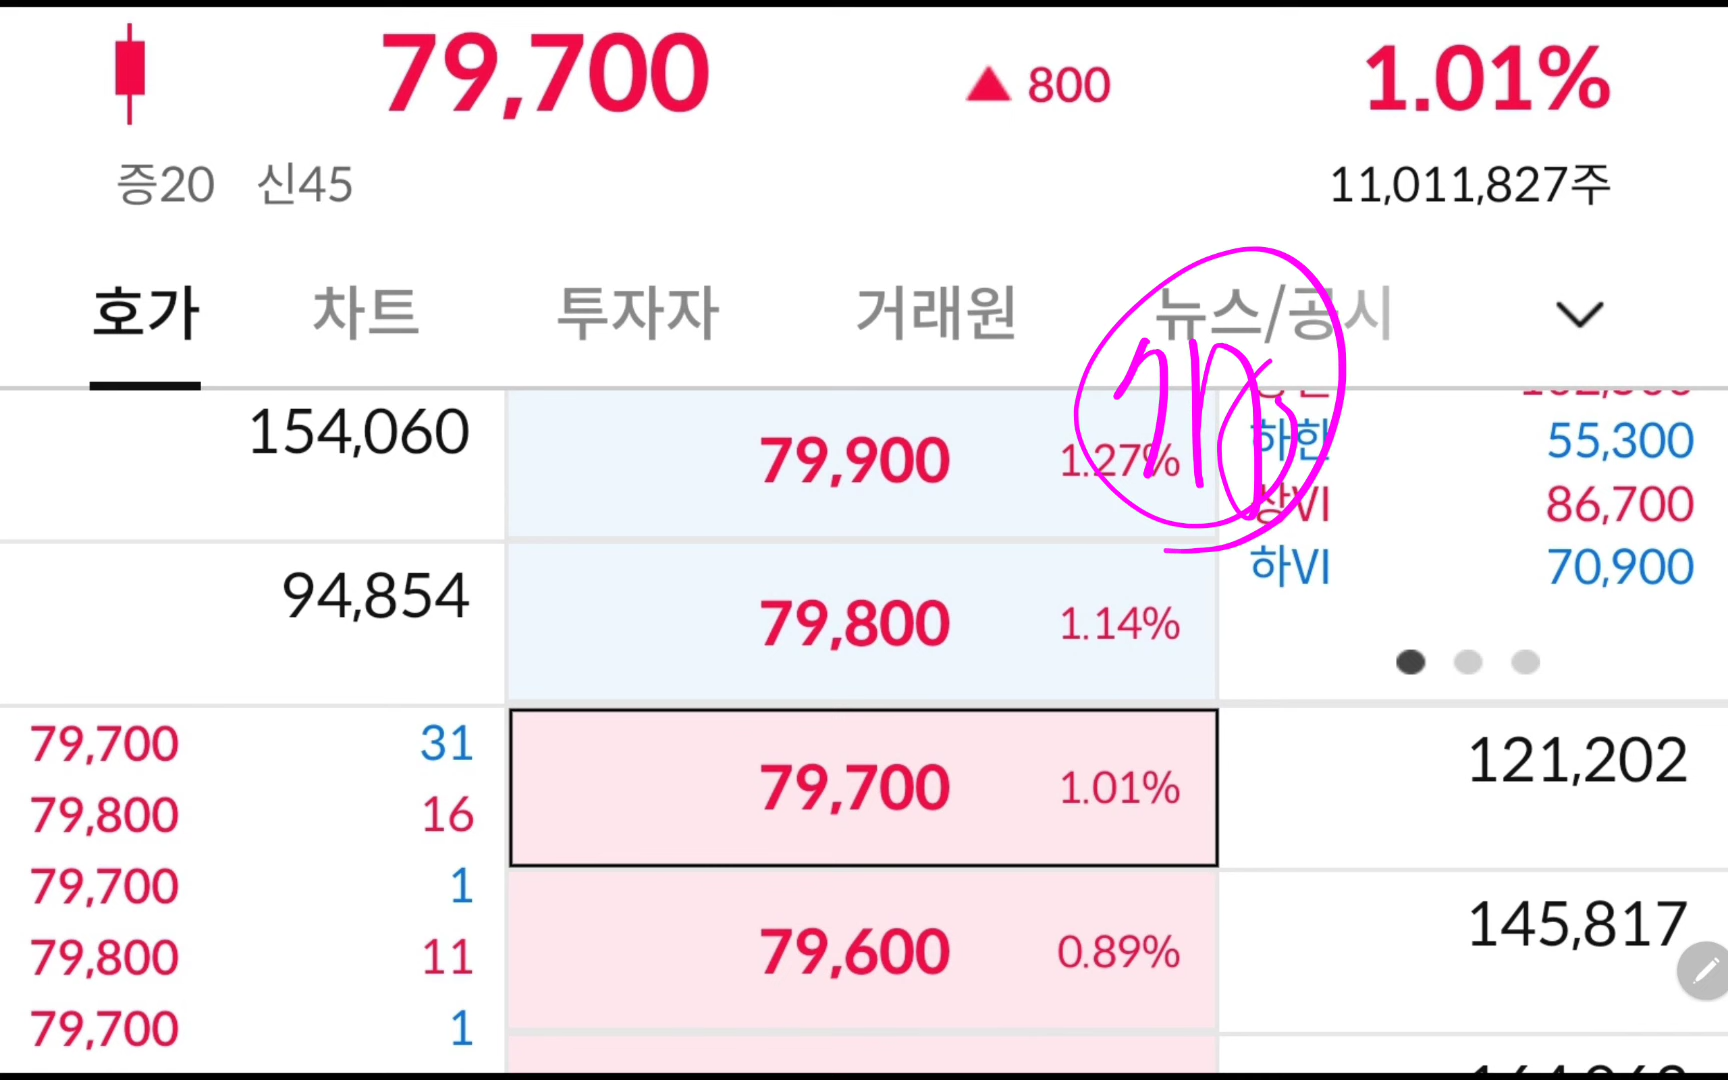 79,700 ▲ 800 1.01%
증20 신45 11,011,827주
호가 차트 투자자 거래원 뉴스/공시
154,060 79,900 1.27%
하한 55,300
상VI 86,700
94,854 79,800 1.14%
하VI 70,900
79,700 31 79,700 1.01% 121,202
79,800 16
79,700 1
79,800 11 79,600 0.89% 145,817
79,700 1